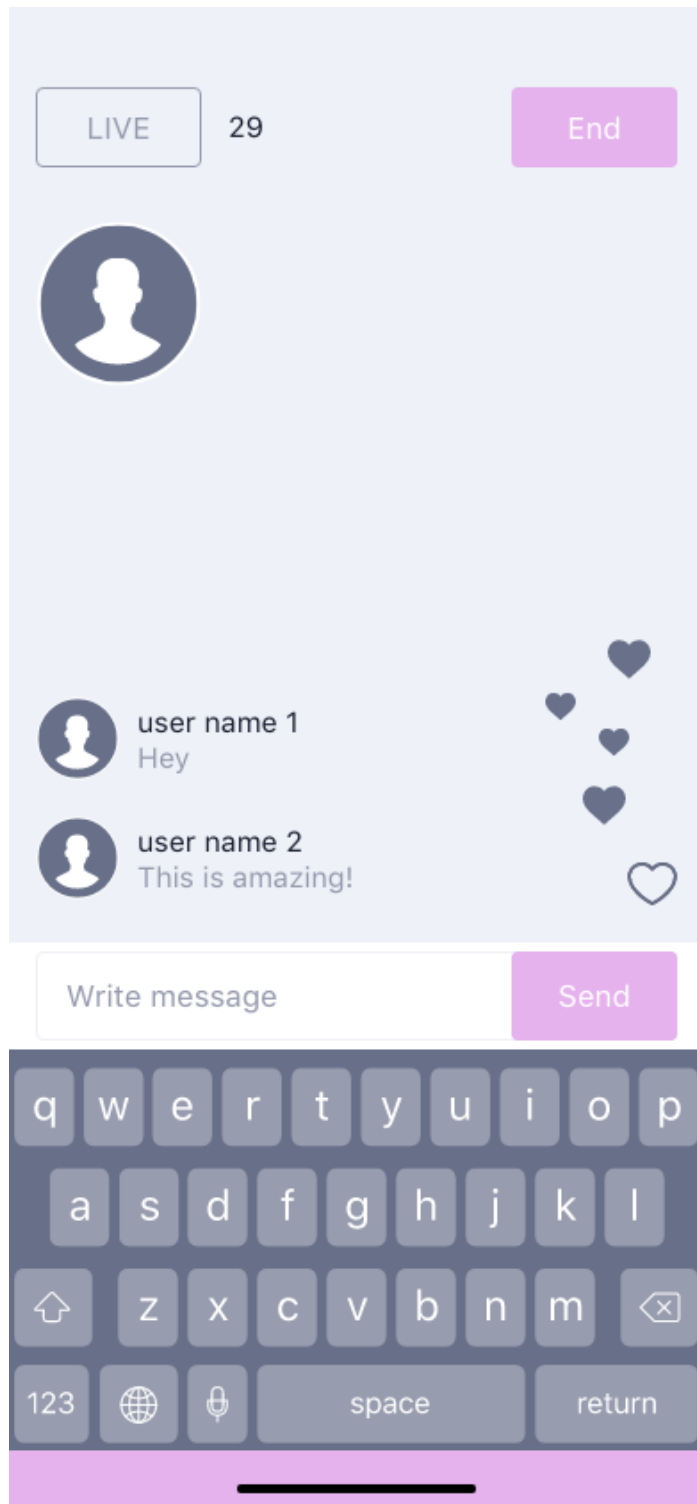 LIVE 29 End
user name 1
Hey
user name 2
This is amazing!
Write message Send
q w e r t y u i o p
a s d f g h j k l
z x c v b n m
123 space return